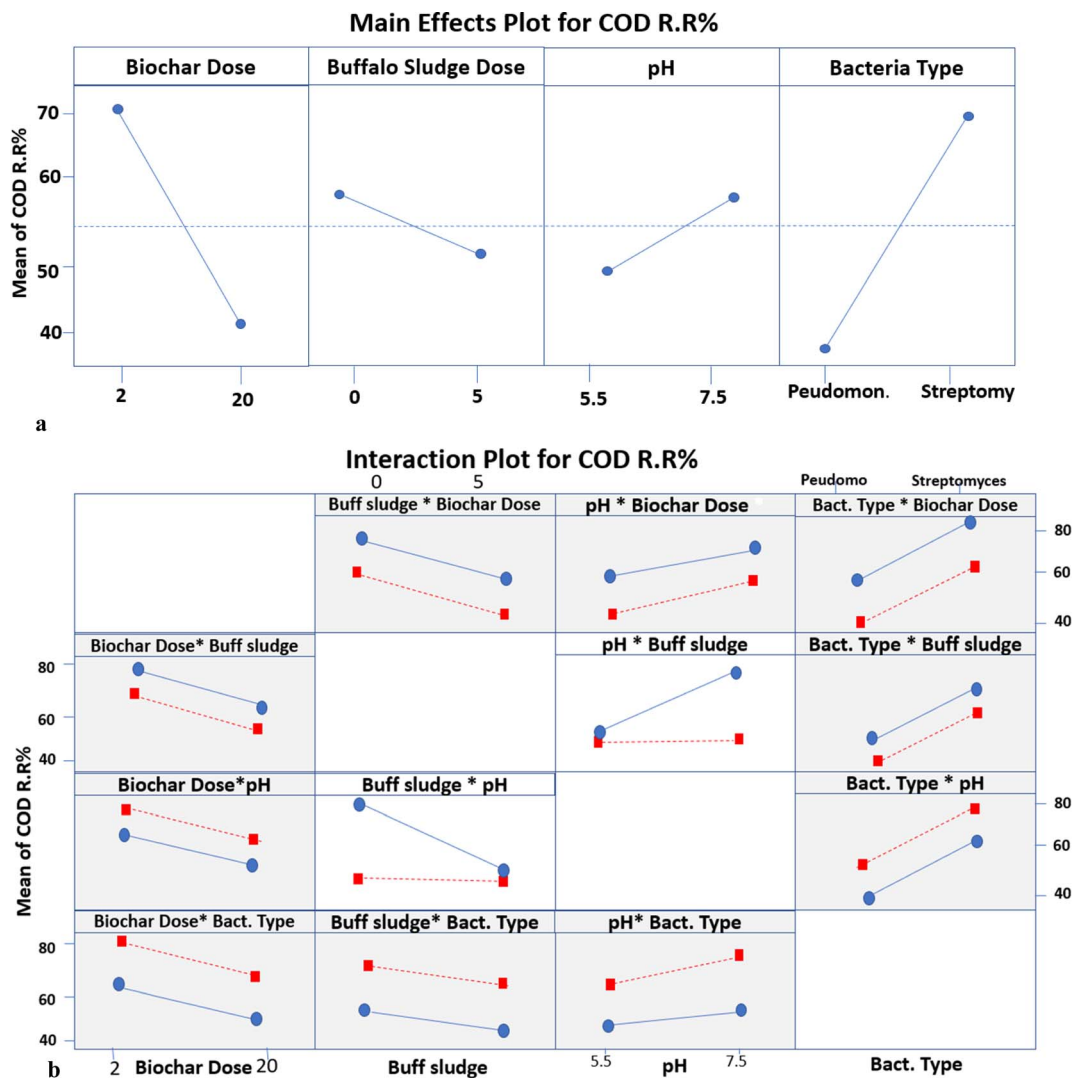 Main Effects Plot for COD R.R%
Biochar Dose
Buffalo Sludge Dose
pH
Bacteria Type
Mean of COD R.R%
70
60
50
40
2
20
0
5
5.5
7.5
Peudomon.
Streptomy
a
Interaction Plot for COD R.R%
0
5
Peudomo
Streptomyces
Buff sludge * Biochar Dose
pH * Biochar Dose
Bact. Type * Biochar Dose
80
60
40
Biochar Dose* Buff sludge
pH * Buff sludge
Bact. Type * Buff sludge
80
60
40
Biochar Dose*pH
Buff sludge * pH
Bact. Type * pH
80
60
40
Mean of COD R.R%
Biochar Dose* Bact. Type
Buff sludge* Bact. Type
pH* Bact. Type
80
60
40
2
20
5.5
7.5
b
Biochar Dose
Buff sludge
pH
Bact. Type